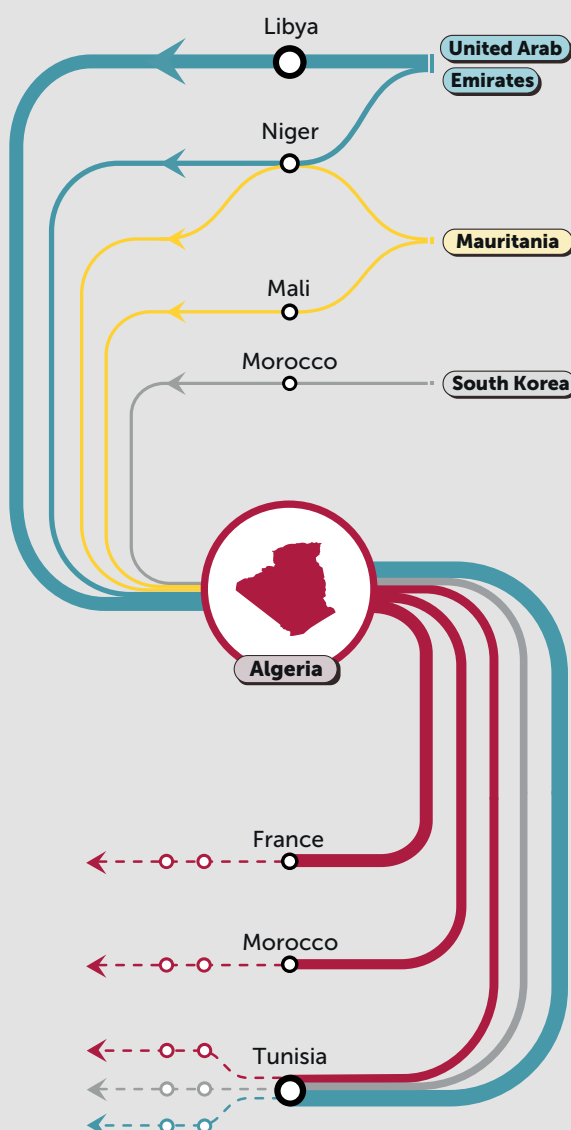 Libya
United Arab
Emirates
Niger
Mauritania
Mali
Morocco
South Korea
Algeria
France
Morocco
Tunisia